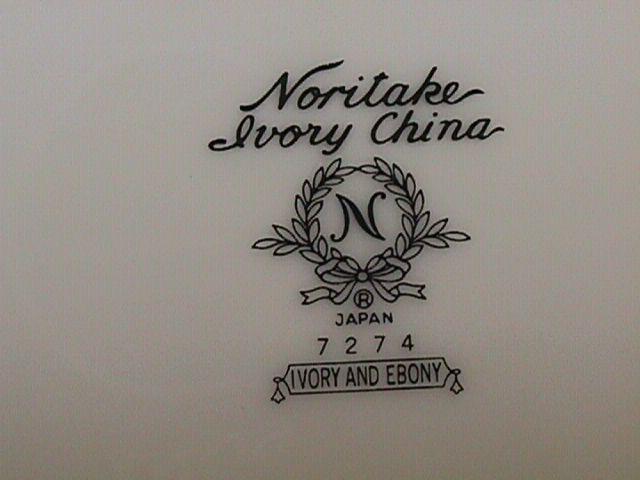 Noritake
Ivory China
N
®
JAPAN
7274
IVORY AND EBONY